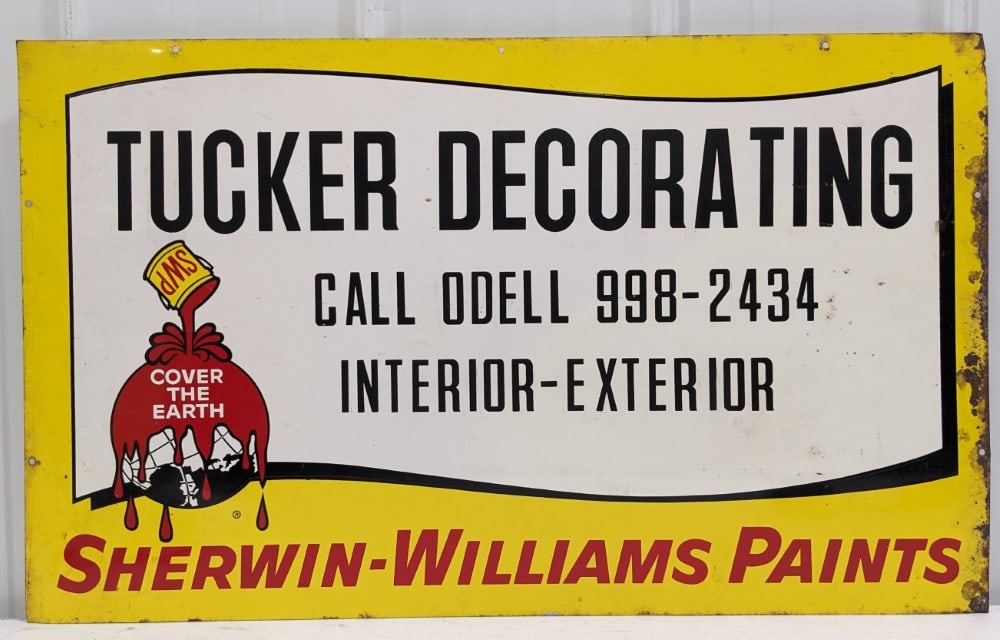 TUCKER DECORATING
CALL ODELL 998-2434
INTERIOR-EXTERIOR
SWP
COVER
THE
EARTH
®
SHERWIN-WILLIAMS PAINTS